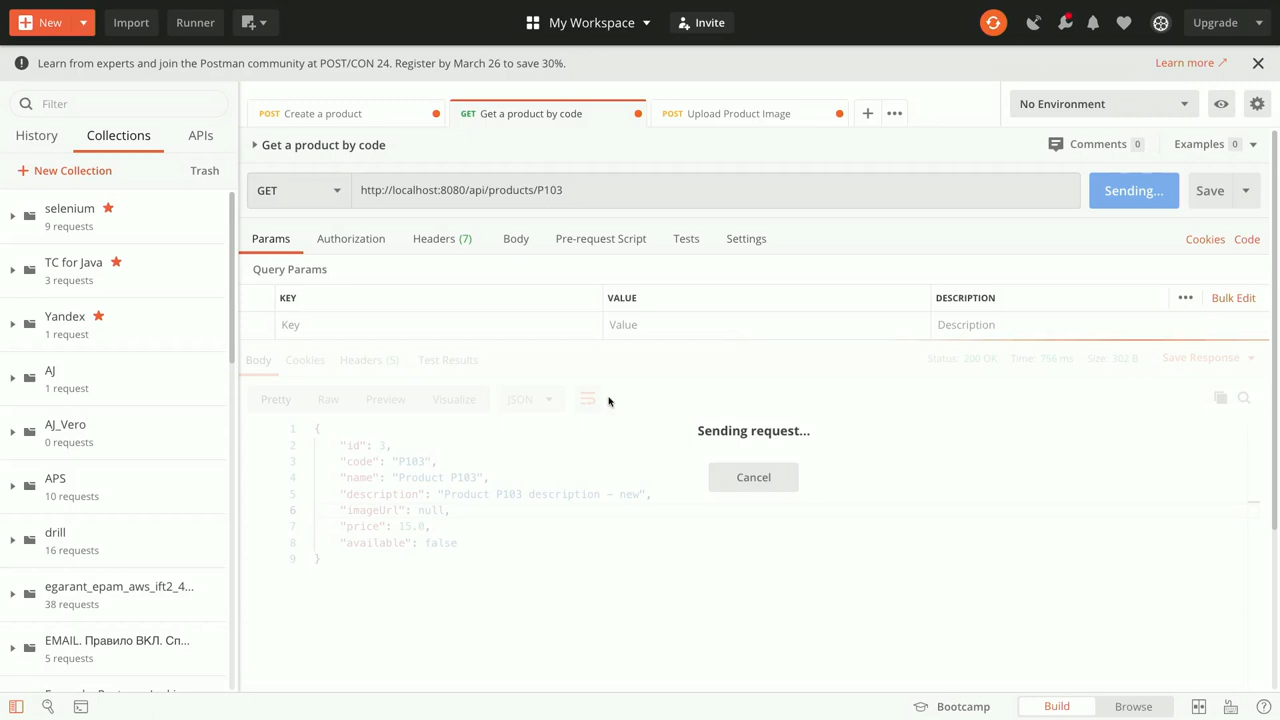 New
Import
Runner
My Workspace
Invite
Upgrade
Learn from experts and join the Postman community at POST/CON 24. Register by March 26 to save 30%.
Learn more
Filter
History
Collections
APIs
New Collection
Trash
selenium
9 requests
TC for Java
3 requests
Yandex
1 request
AJ
1 request
AJ_Vero
0 requests
APS
10 requests
drill
16 requests
egarant_epam_aws_ift2_4...
38 requests
EMAIL. Правило ВКЛ. Сп...
5 requests
POST Create a product
GET Get a product by code
POST Upload Product Image
No Environment
Get a product by code
Comments 0
Examples 0
GET
http://localhost:8080/api/products/P103
Sending...
Save
Params
Authorization
Headers (7)
Body
Pre-request Script
Tests
Settings
Cookies
Code
Query Params
KEY
VALUE
DESCRIPTION
Bulk Edit
Key
Value
Description
Body
Cookies
Headers (5)
Test Results
Status: 200 OK
Time: 756 ms
Size: 302 B
Save Response
Pretty
Raw
Preview
Visualize
JSON
Sending request...
Cancel
1 {
2 "id": 3,
3 "code": "P103",
4 "name": "Product P103",
5 "description": "Product P103 description - new",
6 "imageUrl": null,
7 "price": 15.0,
8 "available": false
9 }
Bootcamp
Build
Browse